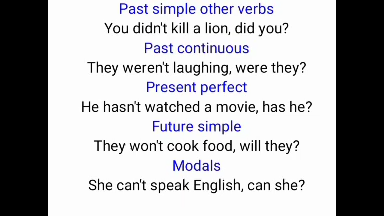 Past simple other verbs
You didn't kill a lion, did you?
Past continuous
They weren't laughing, were they?
Present perfect
He hasn't watched a movie, has he?
Future simple
They won't cook food, will they?
Modals
She can't speak English, can she?